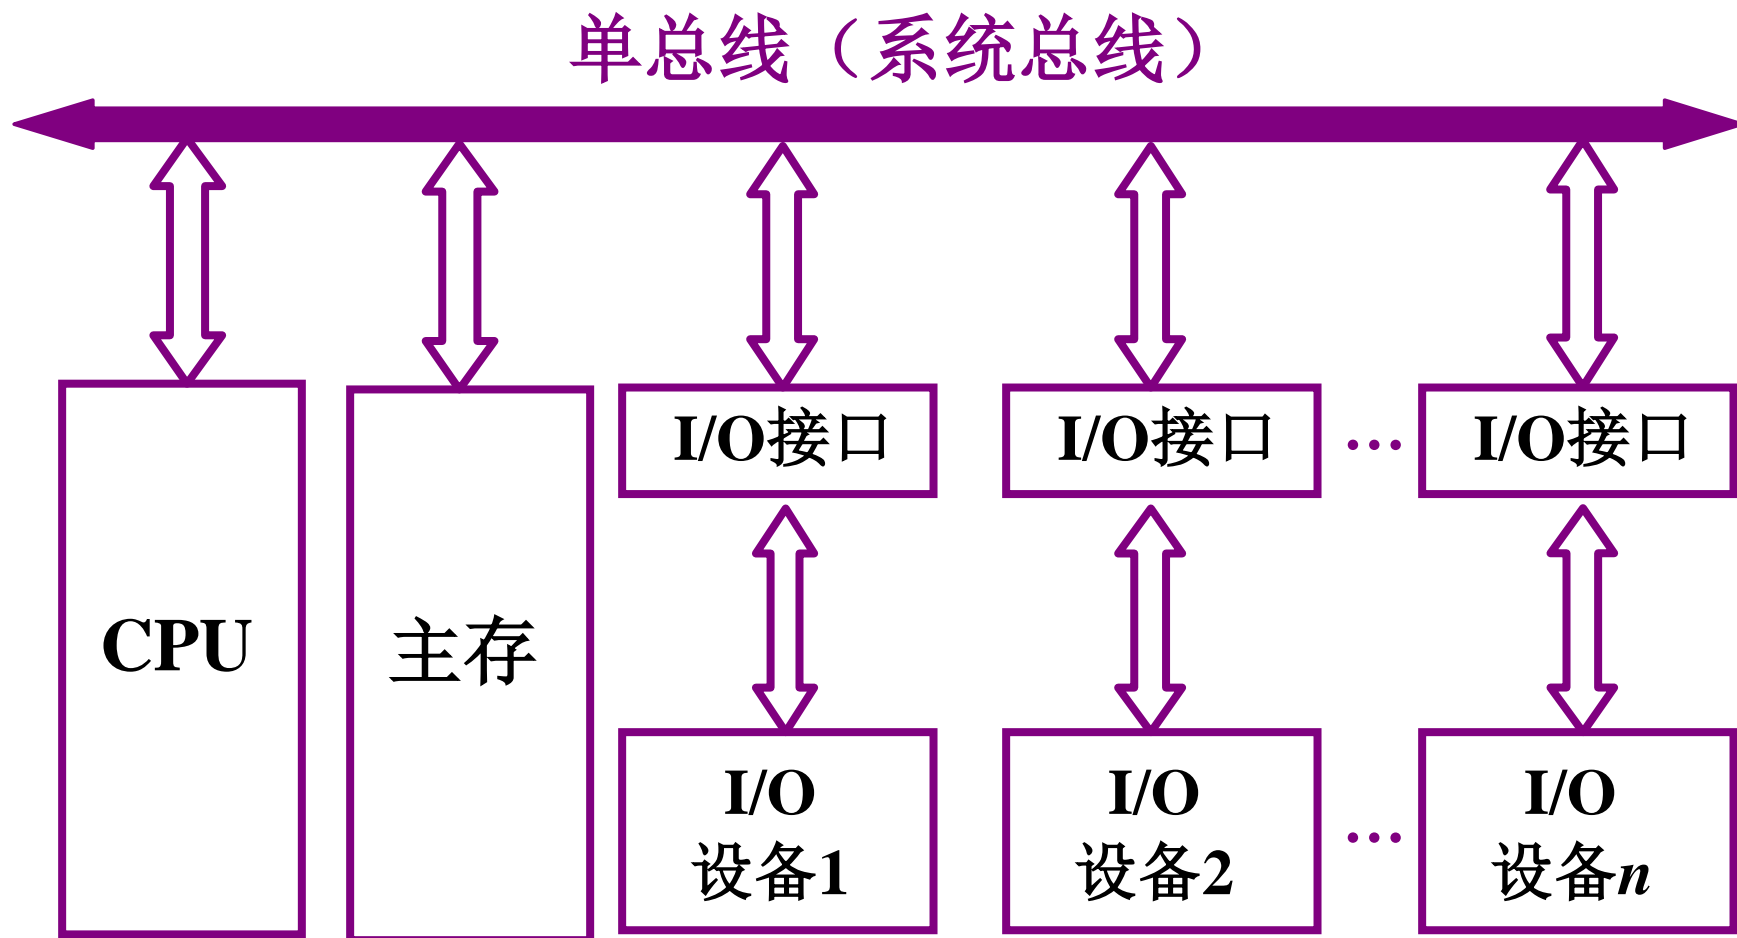 单总线（系统总线）
I/O接口
I/O接口
…
I/O接口
CPU
主存
I/O
设备1
I/O
设备2
…
I/O
设备n